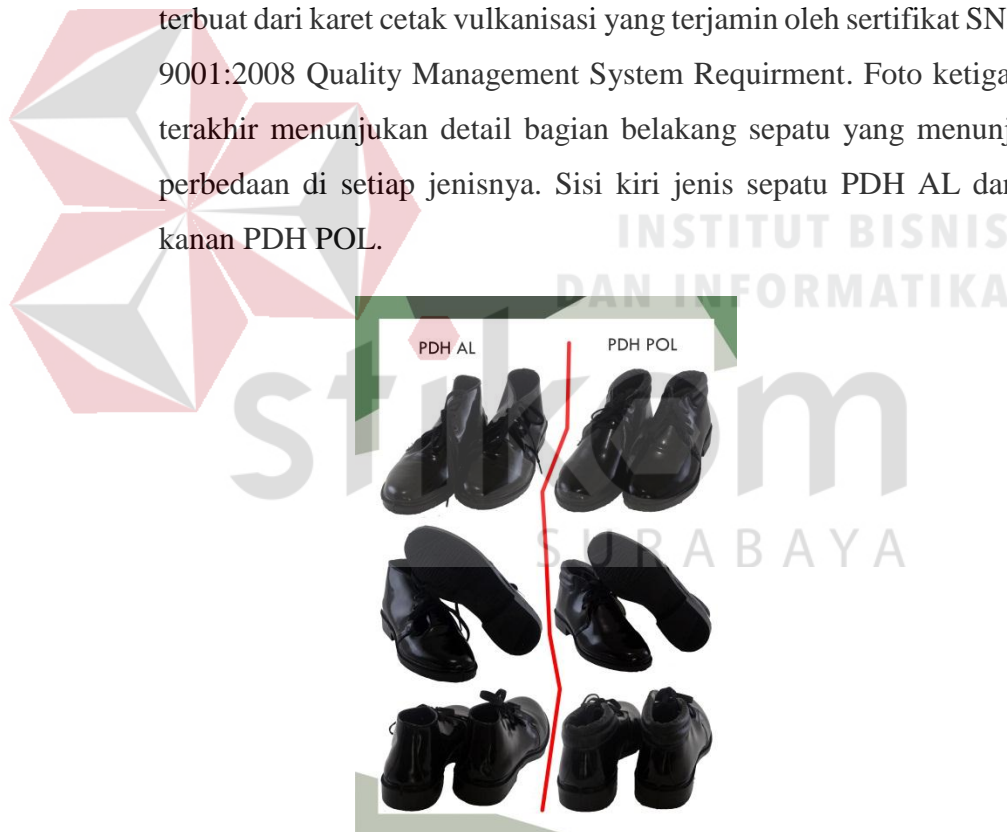 terbuat dari karet cetak vulkanisasi yang terjamin oleh sertifikat SN
9001:2008 Quality Management System Requirment. Foto ketiga
terakhir menunjukan detail bagian belakang sepatu yang menunj
perbedaan di setiap jenisnya. Sisi kiri jenis sepatu PDH AL dan
kanan PDH POL.
INSTITUT BISNIS
DAN INFORMATIKA
PDH AL
PDH POL
stikom
SURABAYA